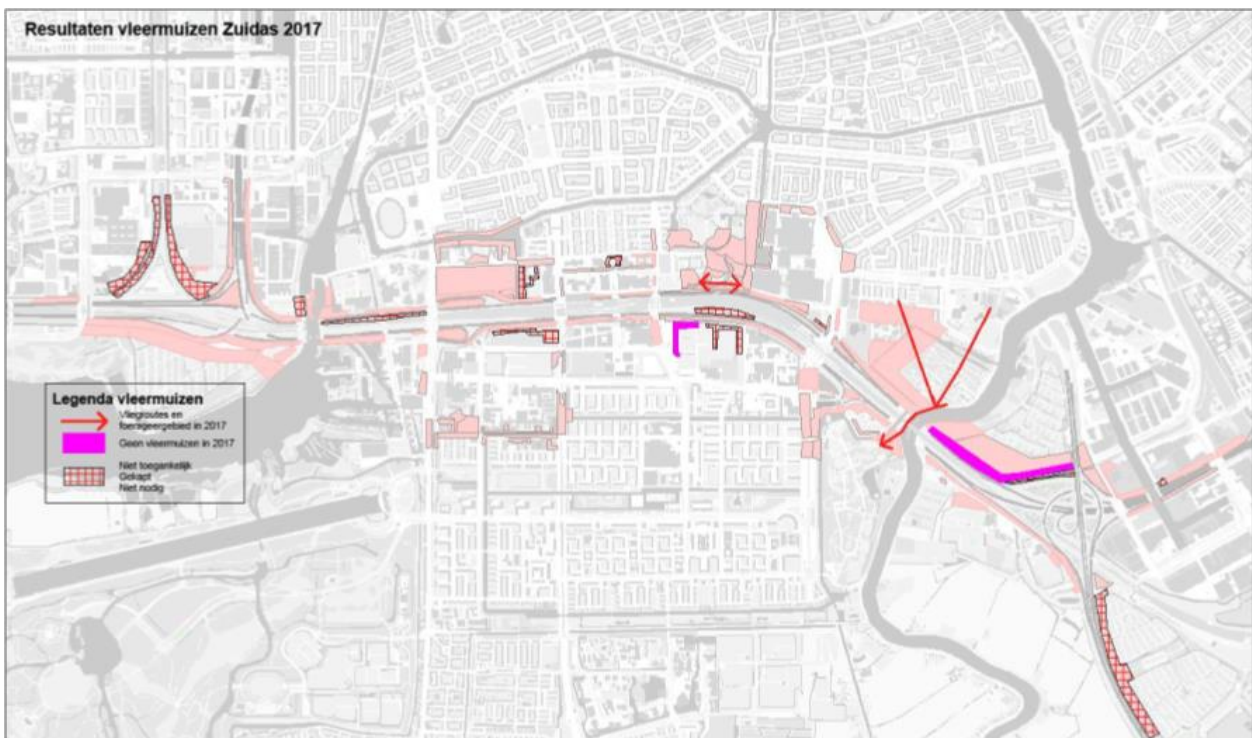 Resultaten vleermuizen Zuidas 2017
Legenda vleermuizen
Vliegroutes en
foerageergebied in 2017
Geen vleermuizen in 2017
Niet toegankelijk
Gekapt
Niet nodig